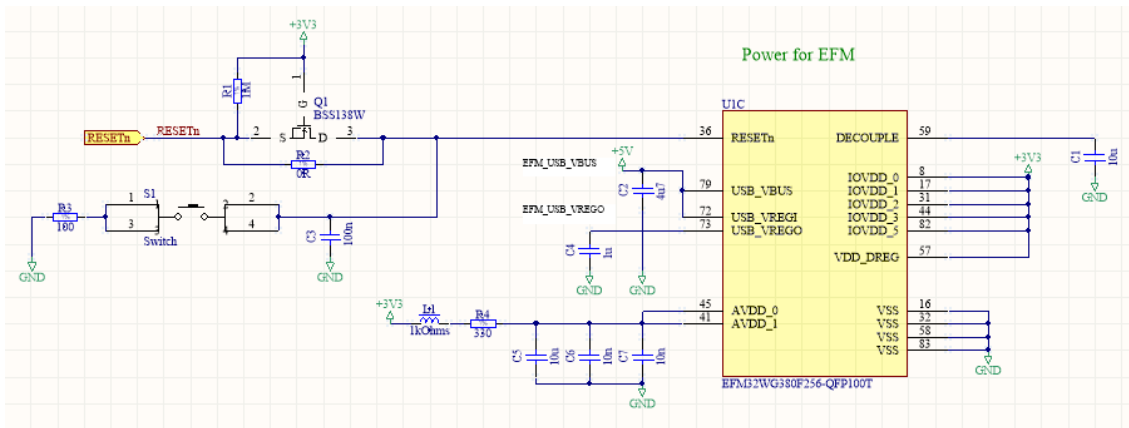 +3V3
Power for EFM
R1
1M
1
G
Q1
BSS138W
U1C
RESETn
RESETn
2
S
D
3
36
RESETn
DECOUPLE
59
R2
0R
EFM_USB_VBUS
+5V
C1
10u
+3V3
GND
C2
4u7
79
USB_VBUS
IOVDD_0
8
IOVDD_1
17
IOVDD_2
31
IOVDD_3
44
IOVDD_5
82
EFM_USB_VREGO
72
USB_VREGI
73
USB_VREGO
R3
100
S1
1
3
2
4
Switch
C3
100n
C4
1u
VDD_DREG
57
GND
GND
GND
GND
+3V3
L1
1kOhms
R4
330
45
AVDD_0
41
AVDD_1
VSS
16
VSS
32
VSS
58
VSS
83
C5
10u
C6
10n
C7
10n
GND
GND
EFM32WG380F256-QFP100T